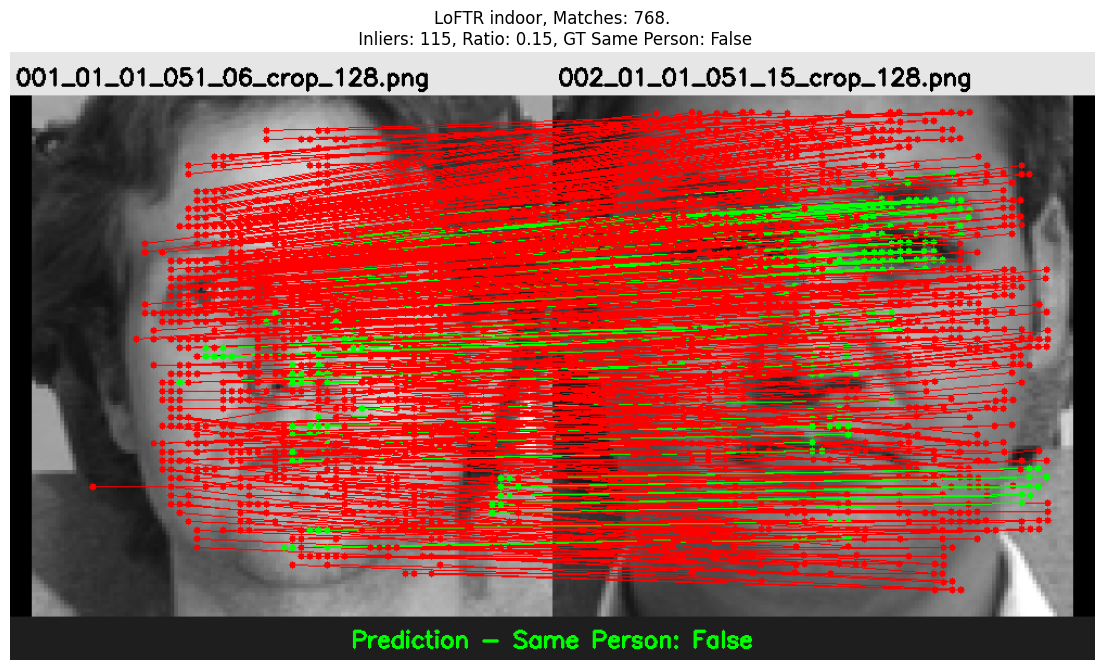 LoFTR indoor, Matches: 768.
Inliers: 115, Ratio: 0.15, GT Same Person: False
001_01_01_051_06_crop_128.png
002_01_01_051_15_crop_128.png
Prediction - Same Person: False